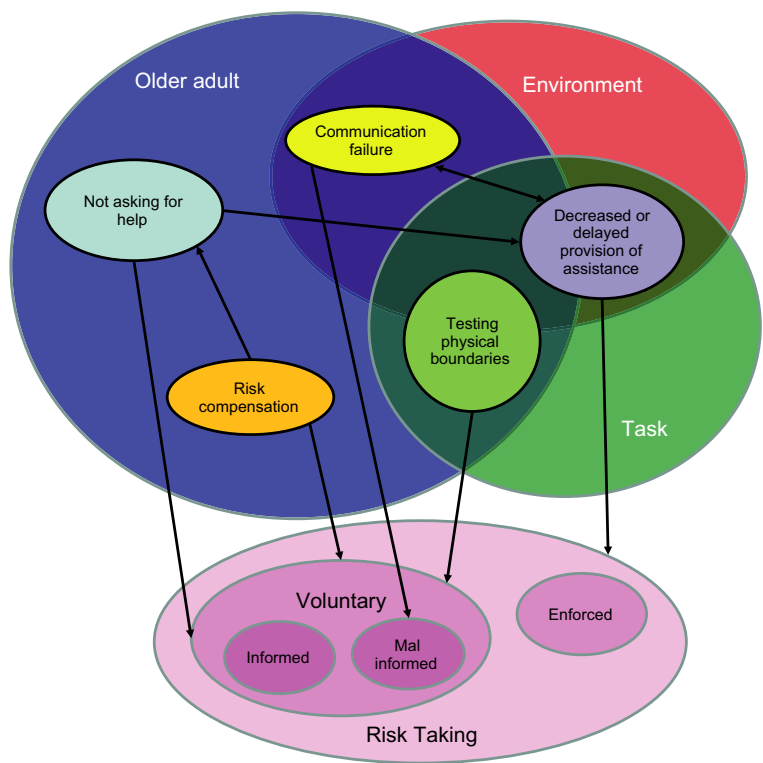 Older adult
Environment
Communication
failure
Not asking for
help
Decreased or
delayed
provision of
assistance
Testing
physical
boundaries
Risk
compensation
Task
Voluntary
Enforced
Informed
Mal
informed
Risk Taking